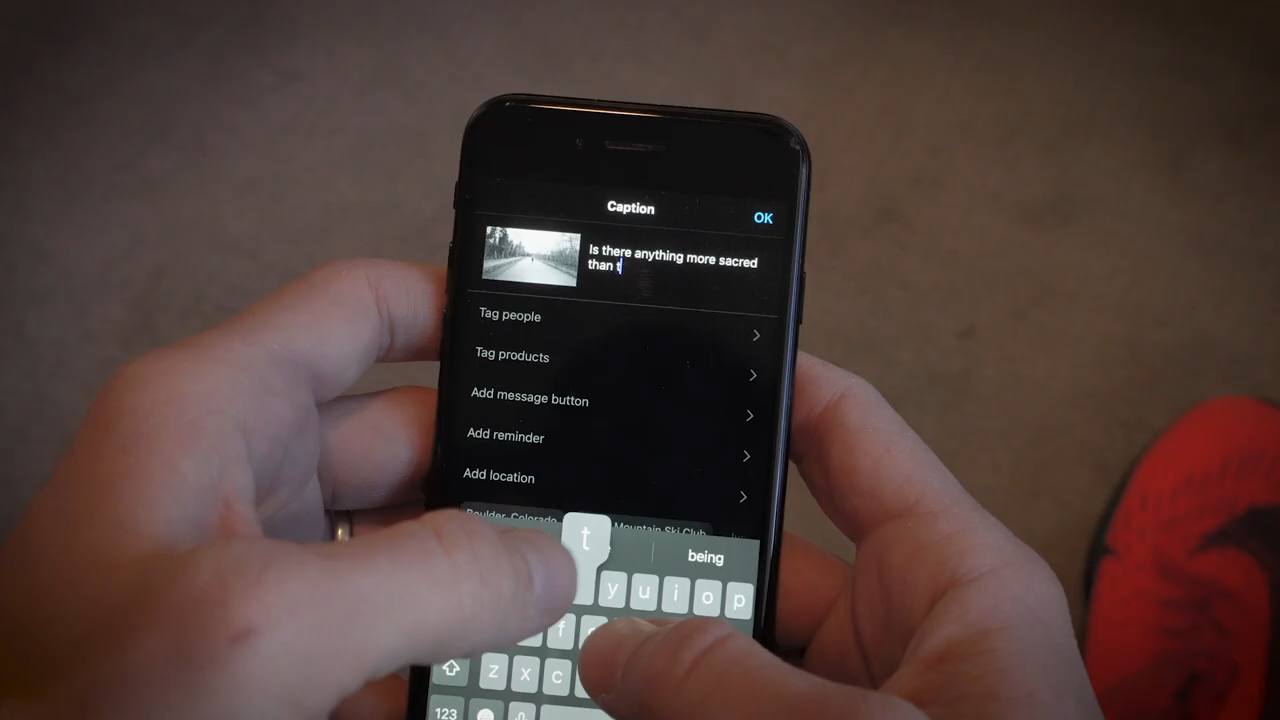 Caption
OK
Is there anything more sacred
than t
Tag people
Tag products
Add message button
Add reminder
Add location
Boulder, Colorado
Mountain Ski Club
t
being
y u i o p
f
z x c
123